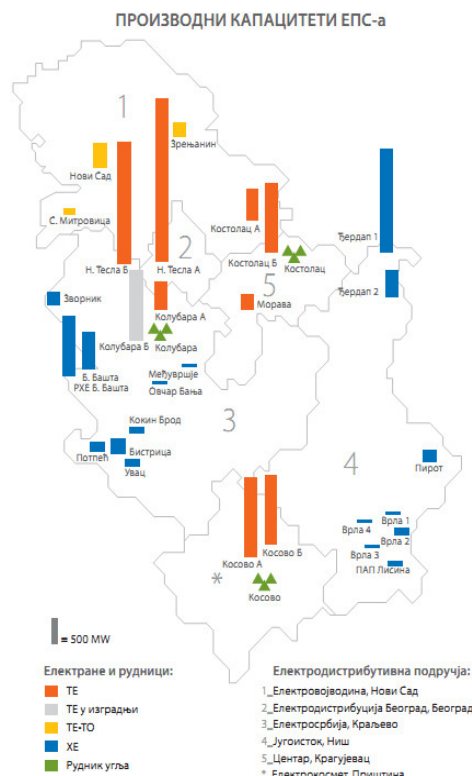 ПРОИЗВОДНИ КАПАЦИТЕТИ ЕПС-а
1
Зрењанин
Нови Сад
С. Митровица
Костолац А
Ђердап 1
2
Н. Тесла Б
Н. Тесла А
Костолац Б
Костолац
5
Ђердап 2
Зворник
Колубара А
Морава
Колубара Б
Колубара
Б. Башта
РХЕ Б. Башта
Међувршје
Овчар Бања
Кокин Брод
3
Потпећ
Бистрица
Увац
4
Пирот
Врла 1
Врла 4
Врла 2
Врла 3
ПАП Лисина
Косово Б
Косово А
*
Косово
= 500 MW
Електране и рудници:
ТЕ
ТЕ у изградњи
ТЕ-ТО
ХЕ
Рудник угља
Електродистрибутивна подручја:
1_Електровојводина, Нови Сад
2_Електродистрибуција Београд, Београд
3_Електросрбија, Краљево
4_Југоисток, Ниш
5_Центар, Крагујевац
*_Електрокосмет, Приштина